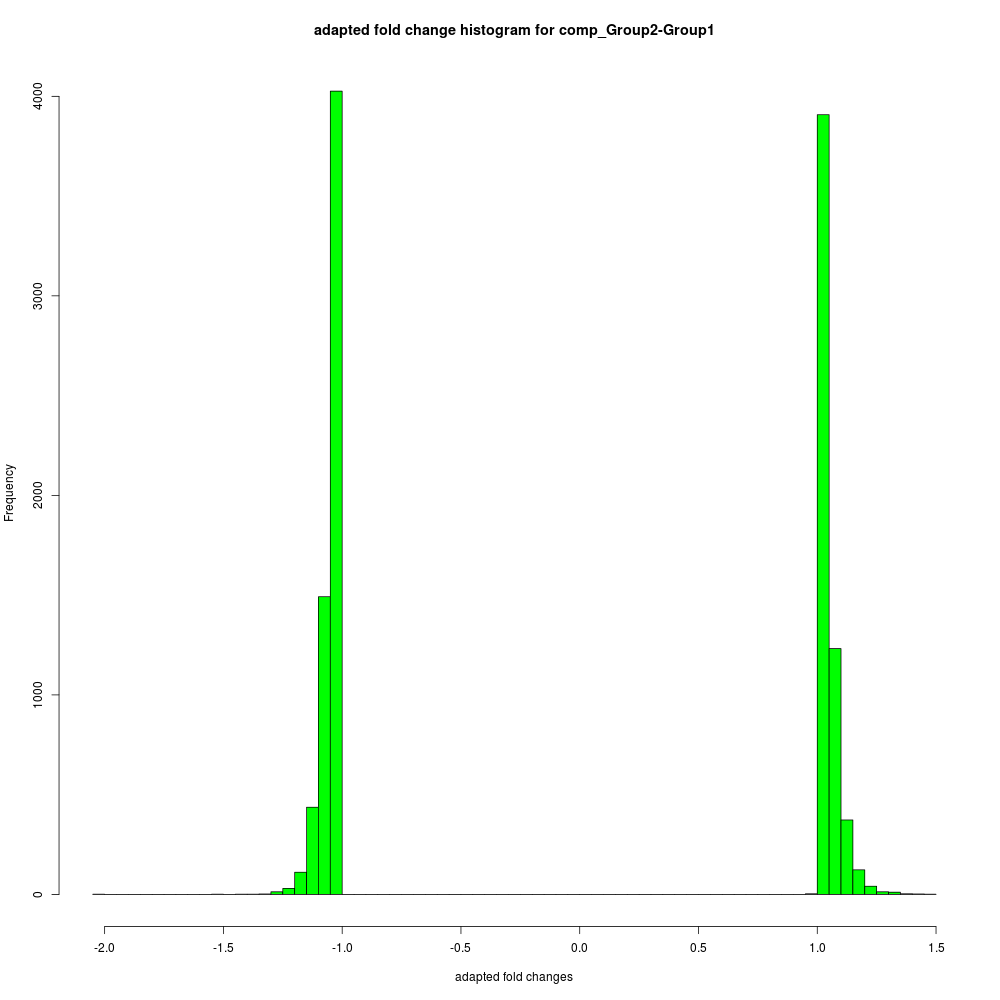 adapted fold change histogram for comp_Group2-Group1
4000
3000
2000
1000
0
Frequency
-2.0 -1.5 -1.0 -0.5 0.0 0.5 1.0 1.5
adapted fold changes